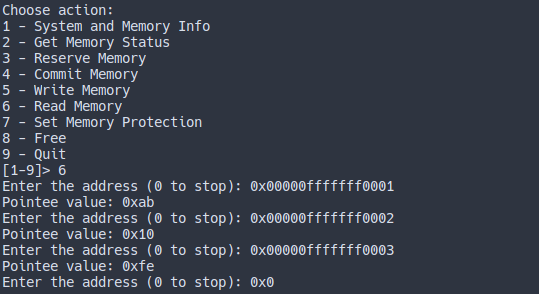 Choose action:
1 - System and Memory Info
2 - Get Memory Status
3 - Reserve Memory
4 - Commit Memory
5 - Write Memory
6 - Read Memory
7 - Set Memory Protection
8 - Free
9 - Quit
[1-9]> 6
Enter the address (0 to stop): 0x00000fffffff0001
Pointee value: 0xab
Enter the address (0 to stop): 0x00000fffffff0002
Pointee value: 0x10
Enter the address (0 to stop): 0x00000fffffff0003
Pointee value: 0xfe
Enter the address (0 to stop): 0x0